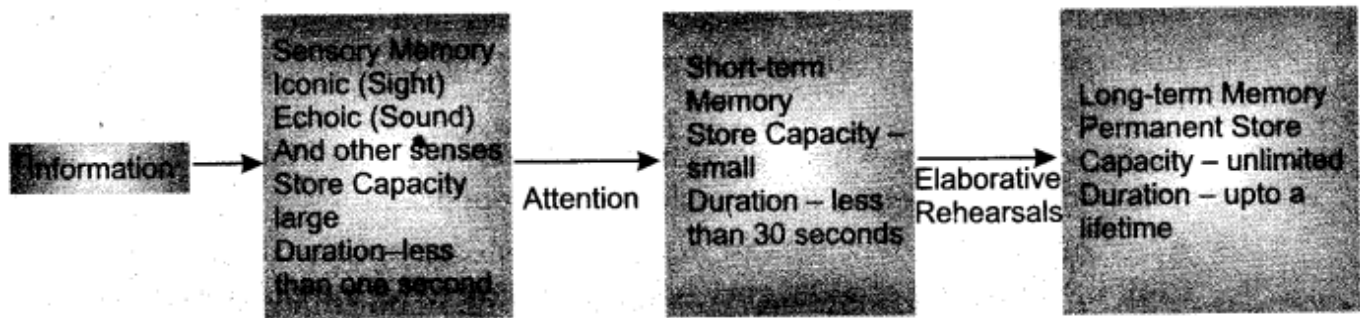 Information
Sensory Memory
Iconic (Sight)
Echoic (Sound)
And other senses
Store Capacity
large
Duration–less
than one second
Attention
Short-term
Memory
Store Capacity –
small
Duration – less
than 30 seconds
Elaborative
Rehearsals
Long-term Memory
Permanent Store
Capacity – unlimited
Duration – upto a
lifetime